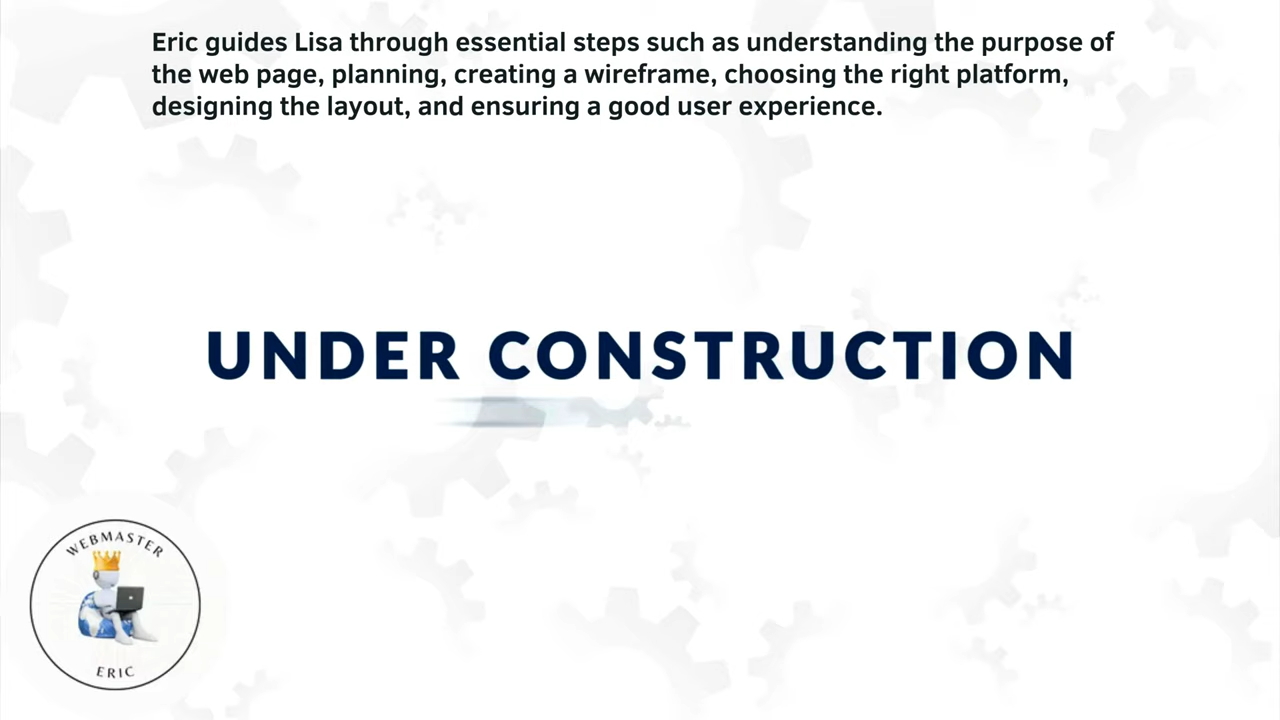 Eric guides Lisa through essential steps such as understanding the purpose of
the web page, planning, creating a wireframe, choosing the right platform,
designing the layout, and ensuring a good user experience.
UNDER CONSTRUCTION
WEBMASTER
ERIC